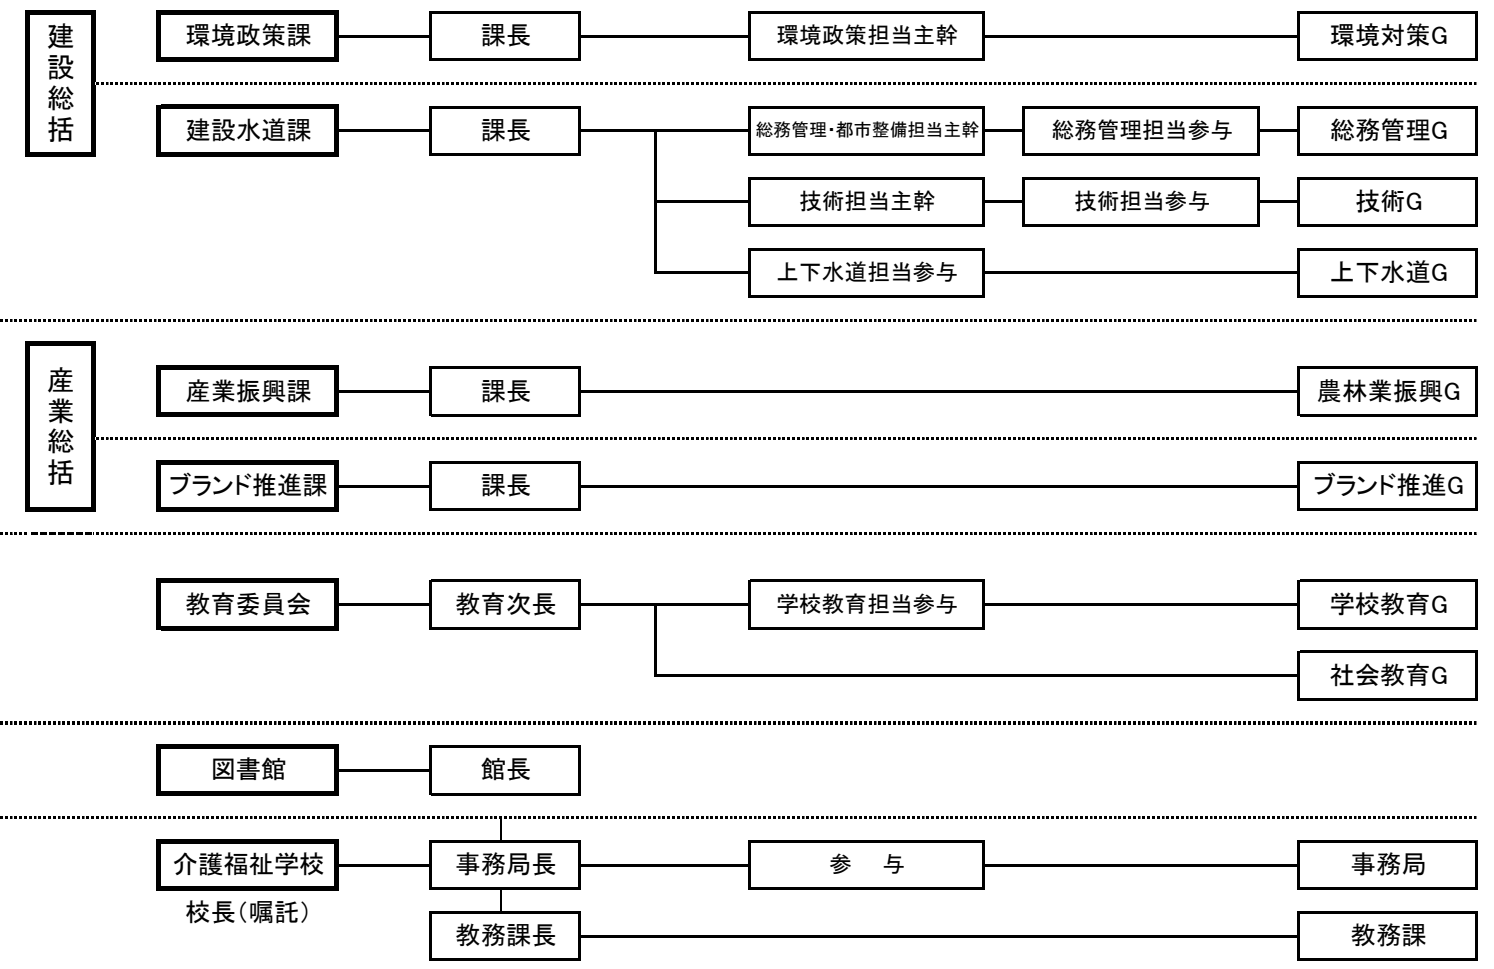 建設総括
環境政策課 課長 環境政策担当主幹 環境対策G
建設水道課 課長 総務管理・都市整備担当主幹 総務管理担当参与 総務管理G
技術担当主幹 技術担当参与 技術G
上下水道担当参与 上下水道G
産業総括
産業振興課 課長 農林業振興G
ブランド推進課 課長 ブランド推進G
教育委員会 教育次長 学校教育担当参与 学校教育G
社会教育G
図書館 館長
介護福祉学校 事務局長 参 与 事務局
校長（嘱託）
教務課長 教務課